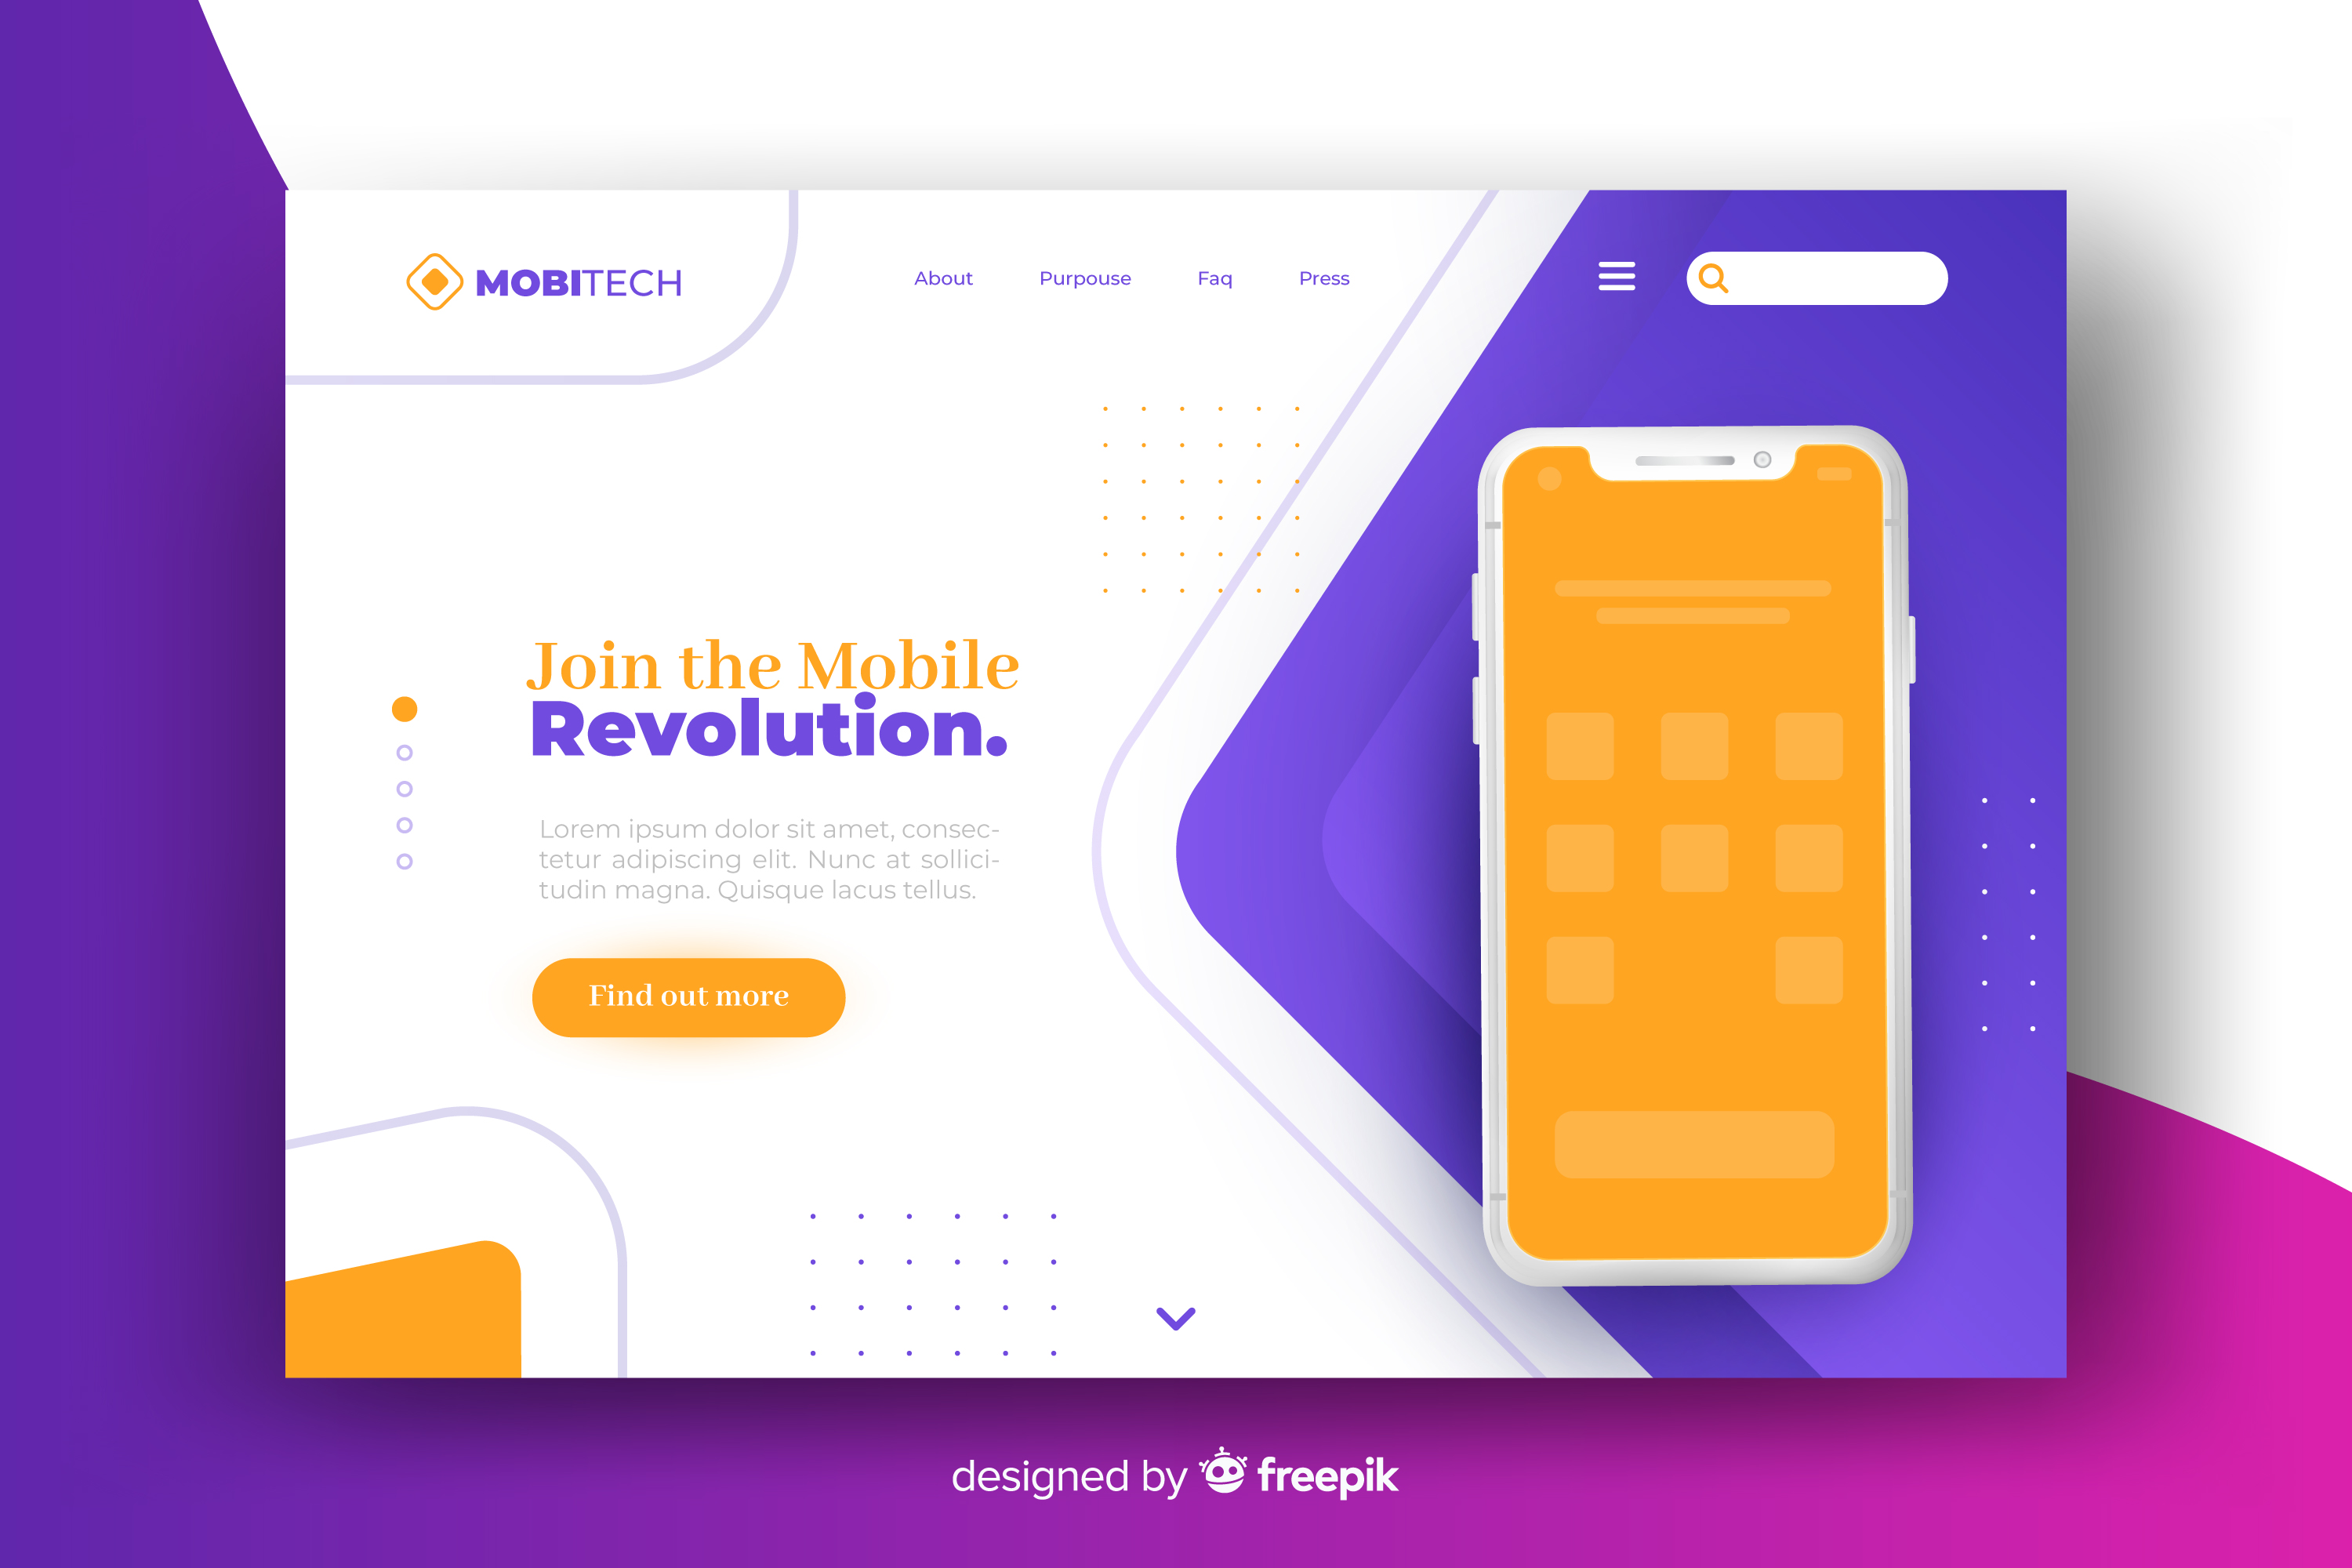 MOBITECH
About Purpouse Faq Press
Join the Mobile
Revolution.
Lorem ipsum dolor sit amet, consec-
tetur adipiscing elit. Nunc at sollici-
tudin magna. Quisque lacus tellus.
Find out more
designed by freepik